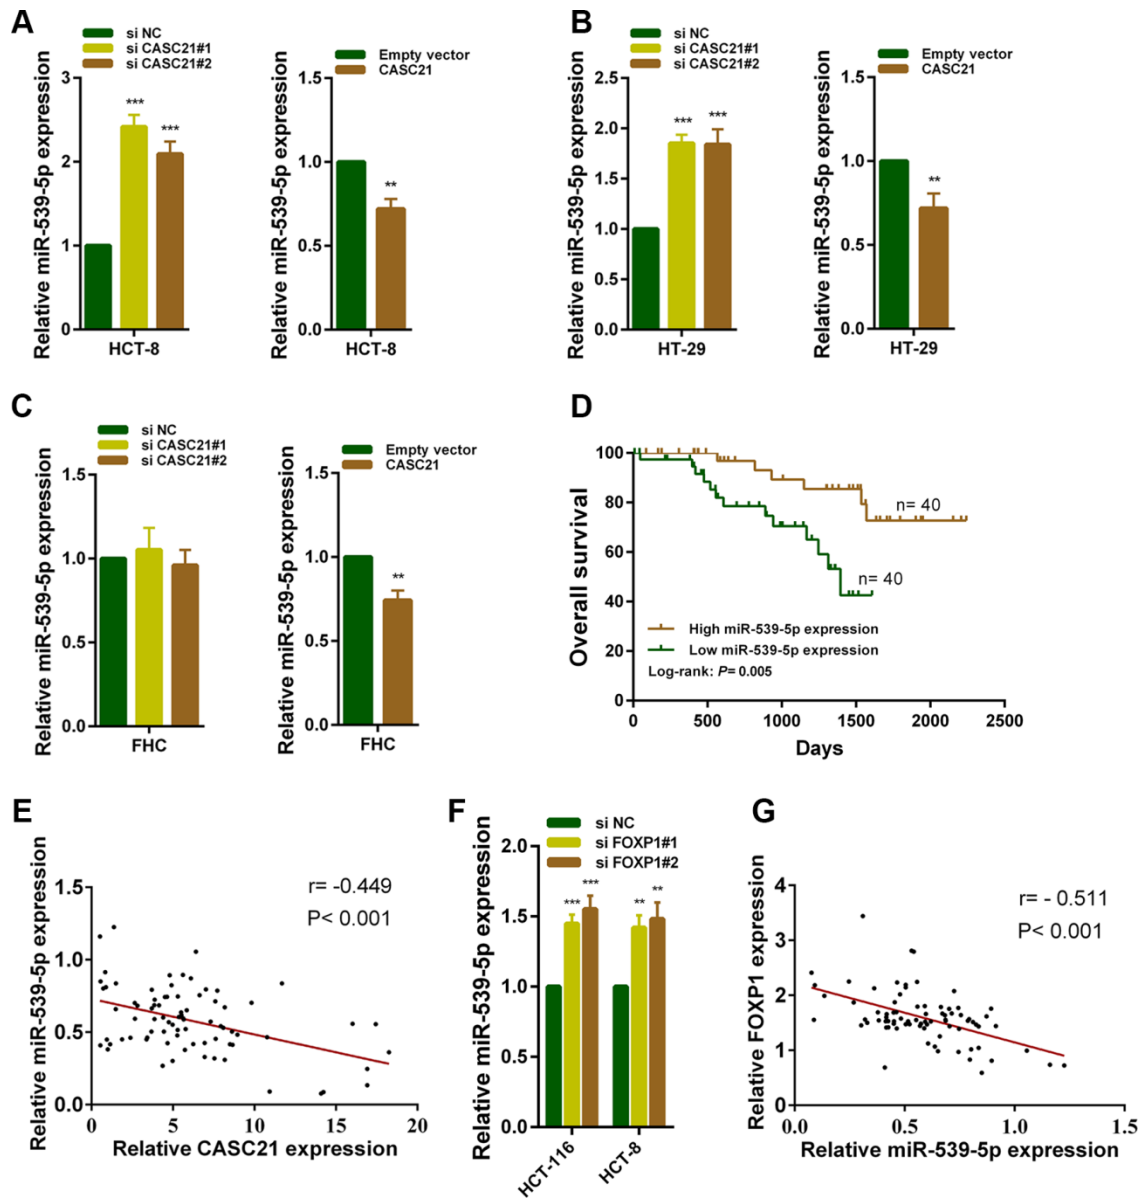 A
si NC
si CASC21#1
si CASC21#2
Relative miR-539-5p expression
3
2
1
0
***
***
HCT-8
Empty vector
CASC21
Relative miR-539-5p expression
1.5
1.0
0.5
0.0
**
HCT-8
B
si NC
si CASC21#1
si CASC21#2
Relative miR-539-5p expression
2.5
2.0
1.5
1.0
0.5
0.0
***
***
HT-29
Empty vector
CASC21
Relative miR-539-5p expression
1.5
1.0
0.5
0.0
**
HT-29
C
si NC
si CASC21#1
si CASC21#2
Relative miR-539-5p expression
1.5
1.0
0.5
0.0
FHC
Empty vector
CASC21
Relative miR-539-5p expression
1.5
1.0
0.5
0.0
**
FHC
D
Overall survival
100
80
60
40
20
0
n= 40
n= 40
High miR-539-5p expression
Low miR-539-5p expression
Log-rank: P= 0.005
0 500 1000 1500 2000 2500
Days
E
Relative miR-539-5p expression
1.5
1.0
0.5
0.0
r= -0.449
P< 0.001
0 5 10 15 20
Relative CASC21 expression
F
si NC
si FOXP1#1
si FOXP1#2
Relative miR-539-5p expression
2.0
1.5
1.0
0.5
0.0
***
***
**
**
HCT-116
HCT-8
G
Relative FOXP1 expression
4
3
2
1
0
r= - 0.511
P< 0.001
0.0 0.5 1.0 1.5
Relative miR-539-5p expression